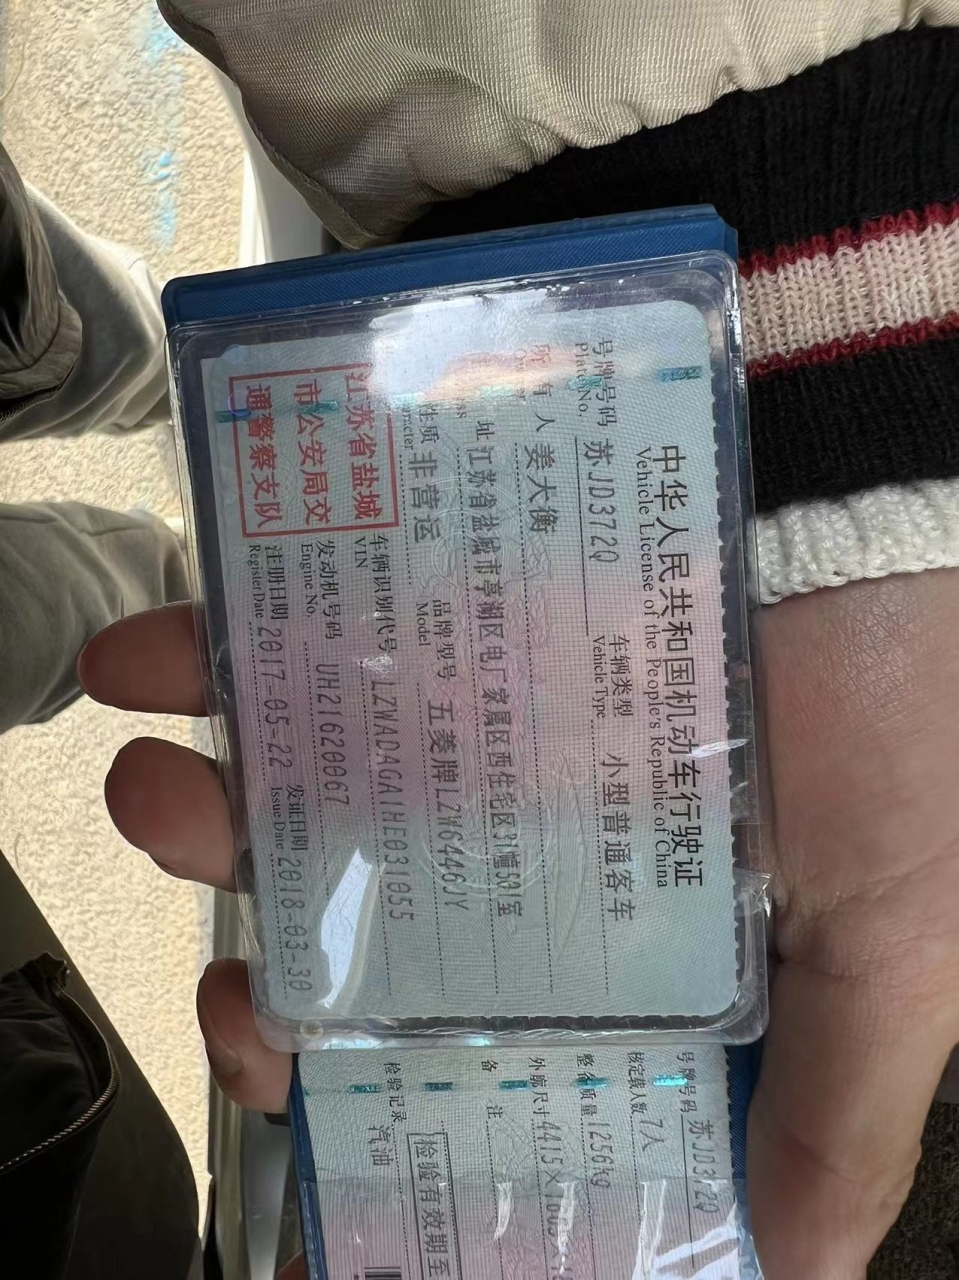 中华人民共和国机动车行驶证
Vehicle License of the People's Republic of China
号牌号码 苏JD372Q 车辆类型 小型普通客车
Plate No. Vehicle Type
所有人 姜大衡
址 江苏省盐城市亭湖区电厂家属区西住宅区31幢501室
性质 非营运 品牌型号 五菱牌LZW6446JY
Model
江苏省盐城
市公安局交
通警察支队
车辆识别代号 LZWADAGA1HE031055
VIN
发动机号码 UH21620067
Engine No.
注册日期 2017-05-22 发证日期 2018-03-30
Register Date Issue Date
号牌号码 苏JD372Q
核定载人数 7人
整备质量 1256kg
外廓尺寸 4415×
备 注
检验有效期至
检验记录 汽油